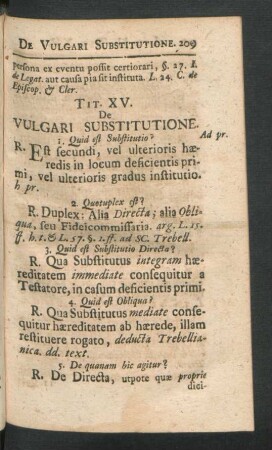 DE VULGARI SUBSTITUTIONE. 209
persona ex eventu possit certiorari, §. 27. I.
de Legat. aut causa pia sit instituta. L. 24. C. de
Episcop. & Cler.
TIT. XV.
De
VULGARI SUBSTITUTIONE.
1. Quid est Substitutio? Ad pr.
R. Est secundi, vel ulterioris hæ-
redis in locum deficientis pri-
mi, vel ulterioris gradus institutio.
h pr.
2. Quotuplex est?
R. Duplex: Alia Directa; alia Obli-
qua, seu Fideicommissaria. arg. L. 15.
ff. h. t. & L. 57. §. 1. ff. ad SC. Trebell.
3. Quid est Substitutio Directa?
R. Qua Substitutus integram hæ-
reditatem immediate consequitur a
Testatore, in casum deficientis primi.
4. Quid est Obliqua?
R. Qua Substitutus mediate conse-
quitur hæreditatem ab hærede, illam
restituere rogato, deducta Trebellia-
nica. dd. text.
5. De quanam hic agitur?
R. De Directa, utpote quæ proprie
dici-